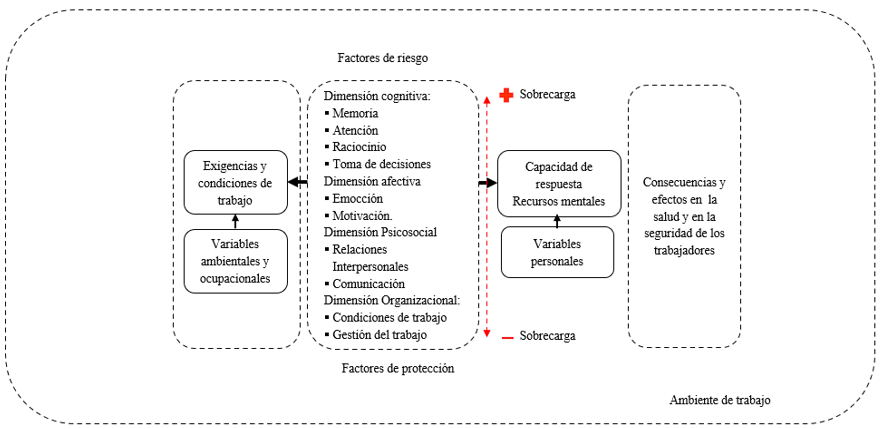 Factores de riesgo
Exigencias y
condiciones de
trabajo
Variables
ambientales y
ocupacionales
Dimensión cognitiva:
▪ Memoria
▪ Atención
▪ Raciocinio
▪ Toma de decisiones
Dimensión afectiva
▪ Emocción
▪ Motivación.
Dimensión Psicosocial
▪ Relaciones
Interpersonales
▪ Comunicación
Dimensión Organizacional:
▪ Condiciones de trabajo
▪ Gestión del trabajo
+ Sobrecarga
Capacidad de
respuesta
Recursos mentales
Variables
personales
− Sobrecarga
Consecuencias y
efectos en la
salud y en la
seguridad de los
trabajadores
Factores de protección
Ambiente de trabajo